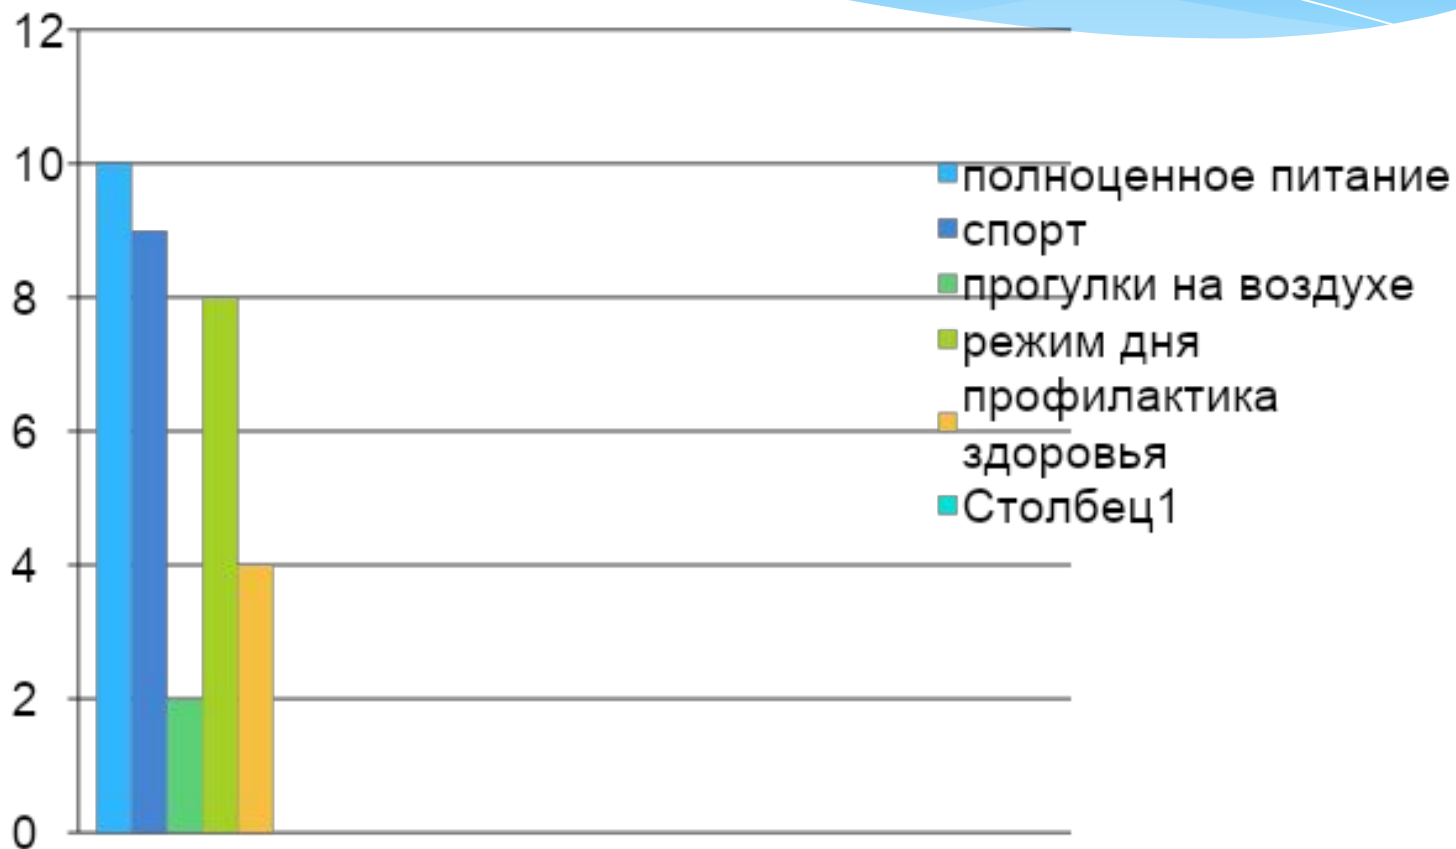 12
10
8
6
4
2
0
полноценное питание
спорт
прогулки на воздухе
режим дня
профилактика
здоровья
Столбец1